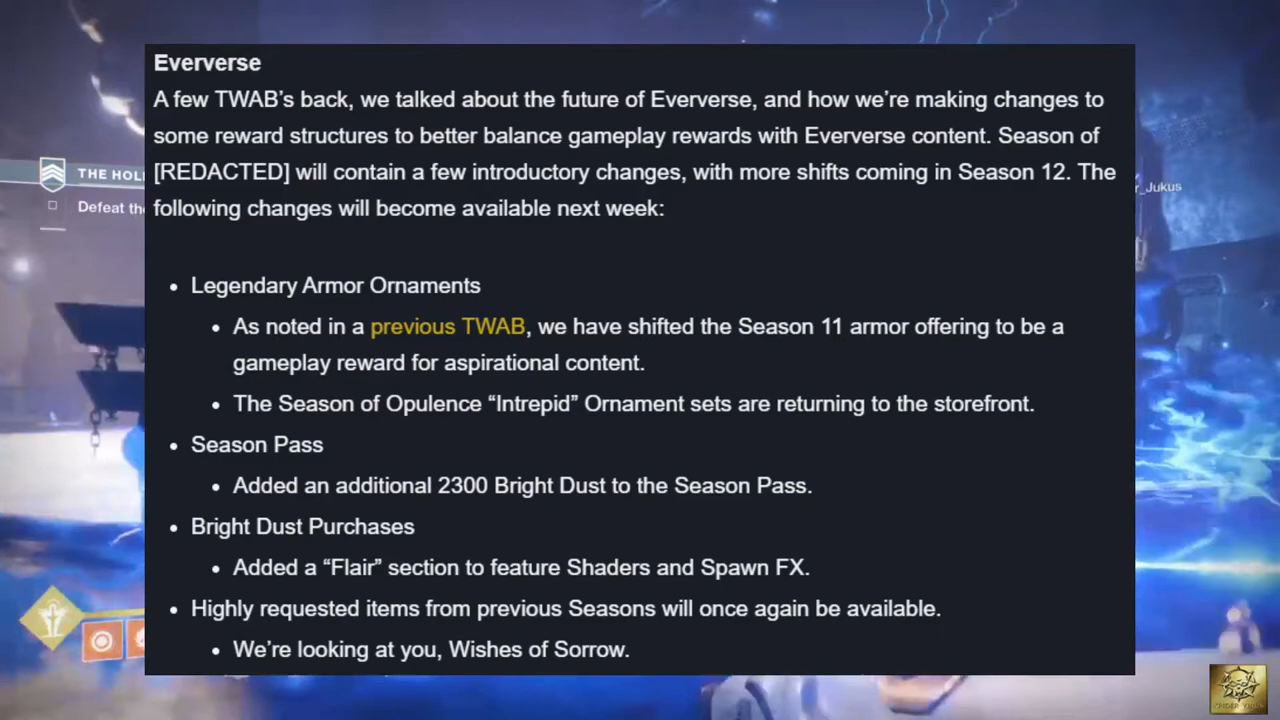 Eververse
A few TWAB's back, we talked about the future of Eververse, and how we're making changes to
some reward structures to better balance gameplay rewards with Eververse content. Season of
[REDACTED] will contain a few introductory changes, with more shifts coming in Season 12. The
following changes will become available next week:
THE HOL
Defeat th
r_Jukus
• Legendary Armor Ornaments
• As noted in a previous TWAB, we have shifted the Season 11 armor offering to be a
gameplay reward for aspirational content.
• The Season of Opulence “Intrepid” Ornament sets are returning to the storefront.
• Season Pass
• Added an additional 2300 Bright Dust to the Season Pass.
• Bright Dust Purchases
• Added a “Flair” section to feature Shaders and Spawn FX.
• Highly requested items from previous Seasons will once again be available.
• We're looking at you, Wishes of Sorrow.